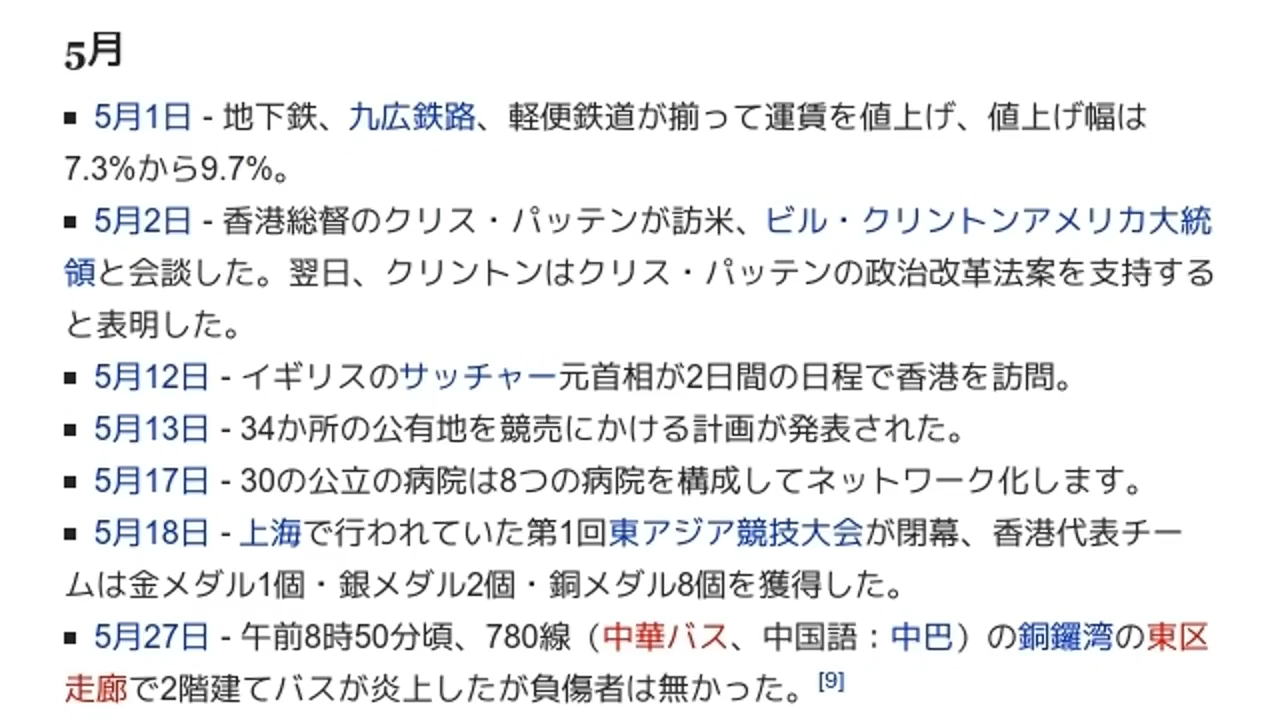 5月
▪ 5月1日 - 地下鉄、九広鉄路、軽便鉄道が揃って運賃を値上げ、値上げ幅は
7.3%から9.7%。
▪ 5月2日 - 香港総督のクリス・パッテンが訪米、ビル・クリントンアメリカ大統
領と会談した。翌日、クリントンはクリス・パッテンの政治改革法案を支持する
と表明した。
▪ 5月12日 - イギリスのサッチャー元首相が2日間の日程で香港を訪問。
▪ 5月13日 - 34か所の公有地を競売にかける計画が発表された。
▪ 5月17日 - 30の公立の病院は8つの病院を構成してネットワーク化します。
▪ 5月18日 - 上海で行われていた第1回東アジア競技大会が閉幕、香港代表チー
ムは金メダル1個・銀メダル2個・銅メダル8個を獲得した。
▪ 5月27日 - 午前8時50分頃、780線（中華バス、中国語：中巴）の銅鑼湾の東区
走廊で2階建てバスが炎上したが負傷者は無かった。[9]